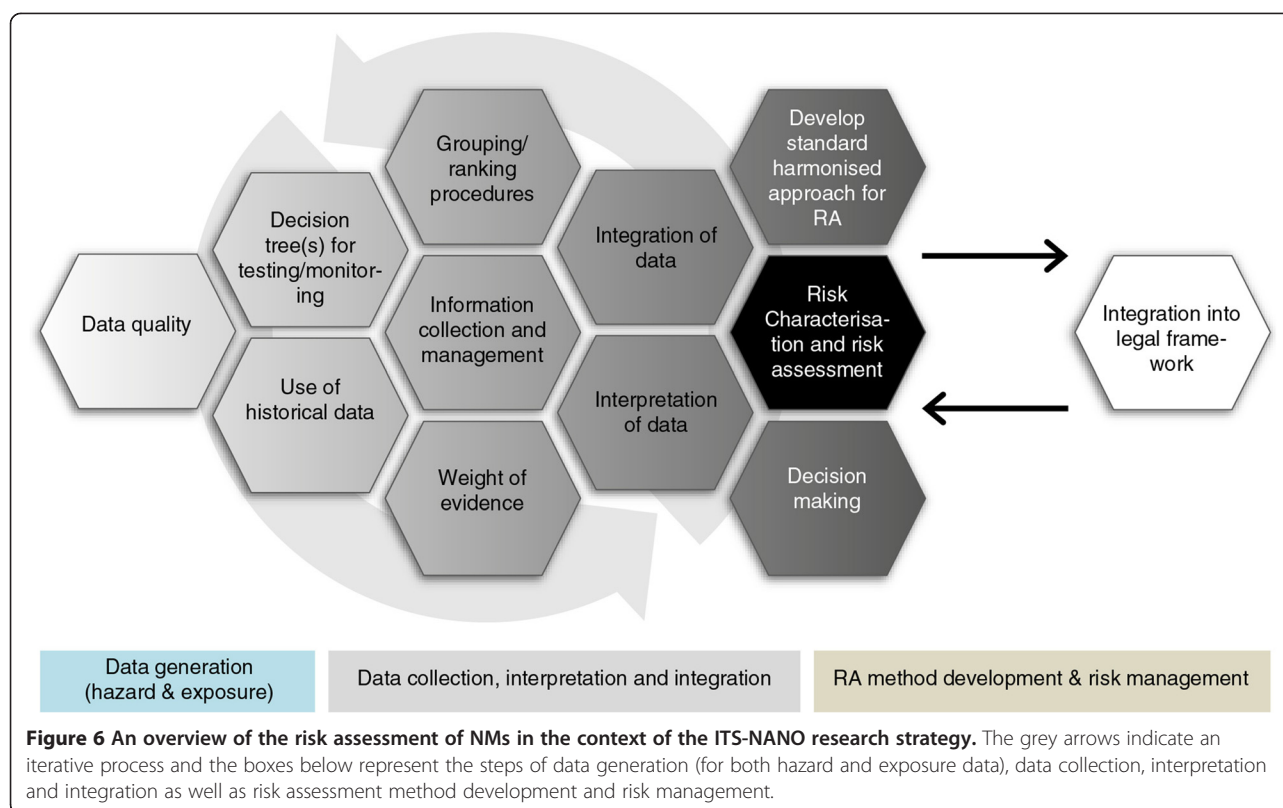 Data quality
Decision
tree(s) for
testing/monitor-
ing
Use of
historical data
Grouping/
ranking
procedures
Information
collection and
management
Weight of
evidence
Integration of
data
Interpretation
of data
Develop
standard
harmonised
approach for
RA
Risk
Characterisa-
tion and risk
assessment
Decision
making
Integration into
legal frame-
work
Data generation
(hazard & exposure)
Data collection, interpretation and integration
RA method development & risk management
Figure 6 An overview of the risk assessment of NMs in the context of the ITS-NANO research strategy. The grey arrows indicate an
iterative process and the boxes below represent the steps of data generation (for both hazard and exposure data), data collection, interpretation
and integration as well as risk assessment method development and risk management.